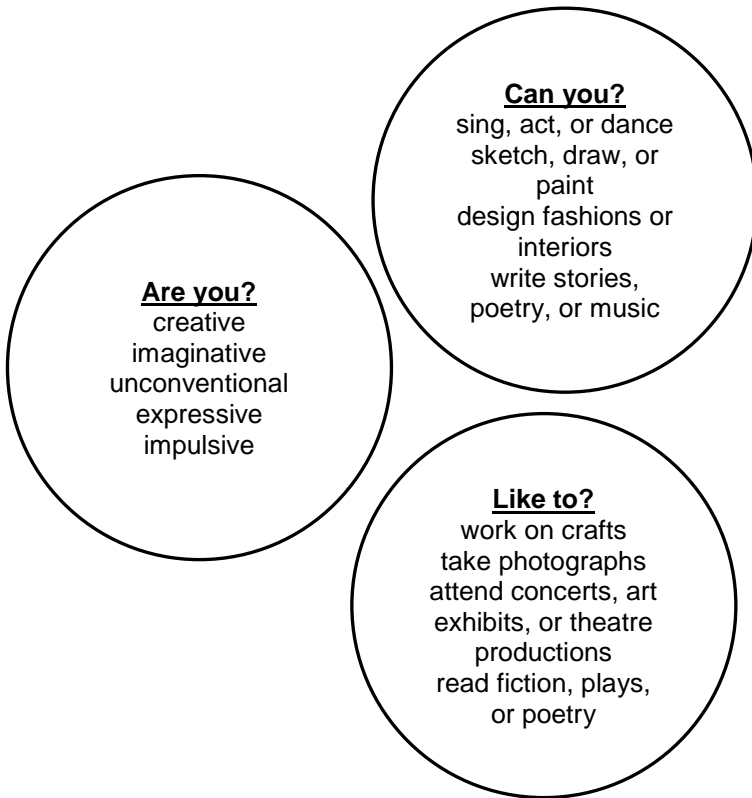 Can you?
sing, act, or dance
sketch, draw, or
paint
design fashions or
interiors
write stories,
poetry, or music
Are you?
creative
imaginative
unconventional
expressive
impulsive
Like to?
work on crafts
take photographs
attend concerts, art
exhibits, or theatre
productions
read fiction, plays,
or poetry